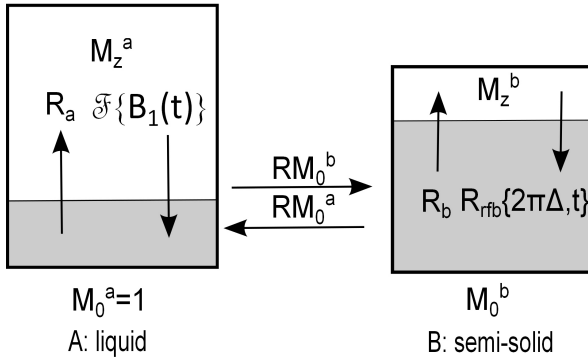 M_z^a
R_a ℱ{B_1(t)}
RM_0^b
RM_0^a
M_0^a=1
A: liquid
M_z^b
R_b R_rfb{2πΔ,t}
M_0^b
B: semi-solid